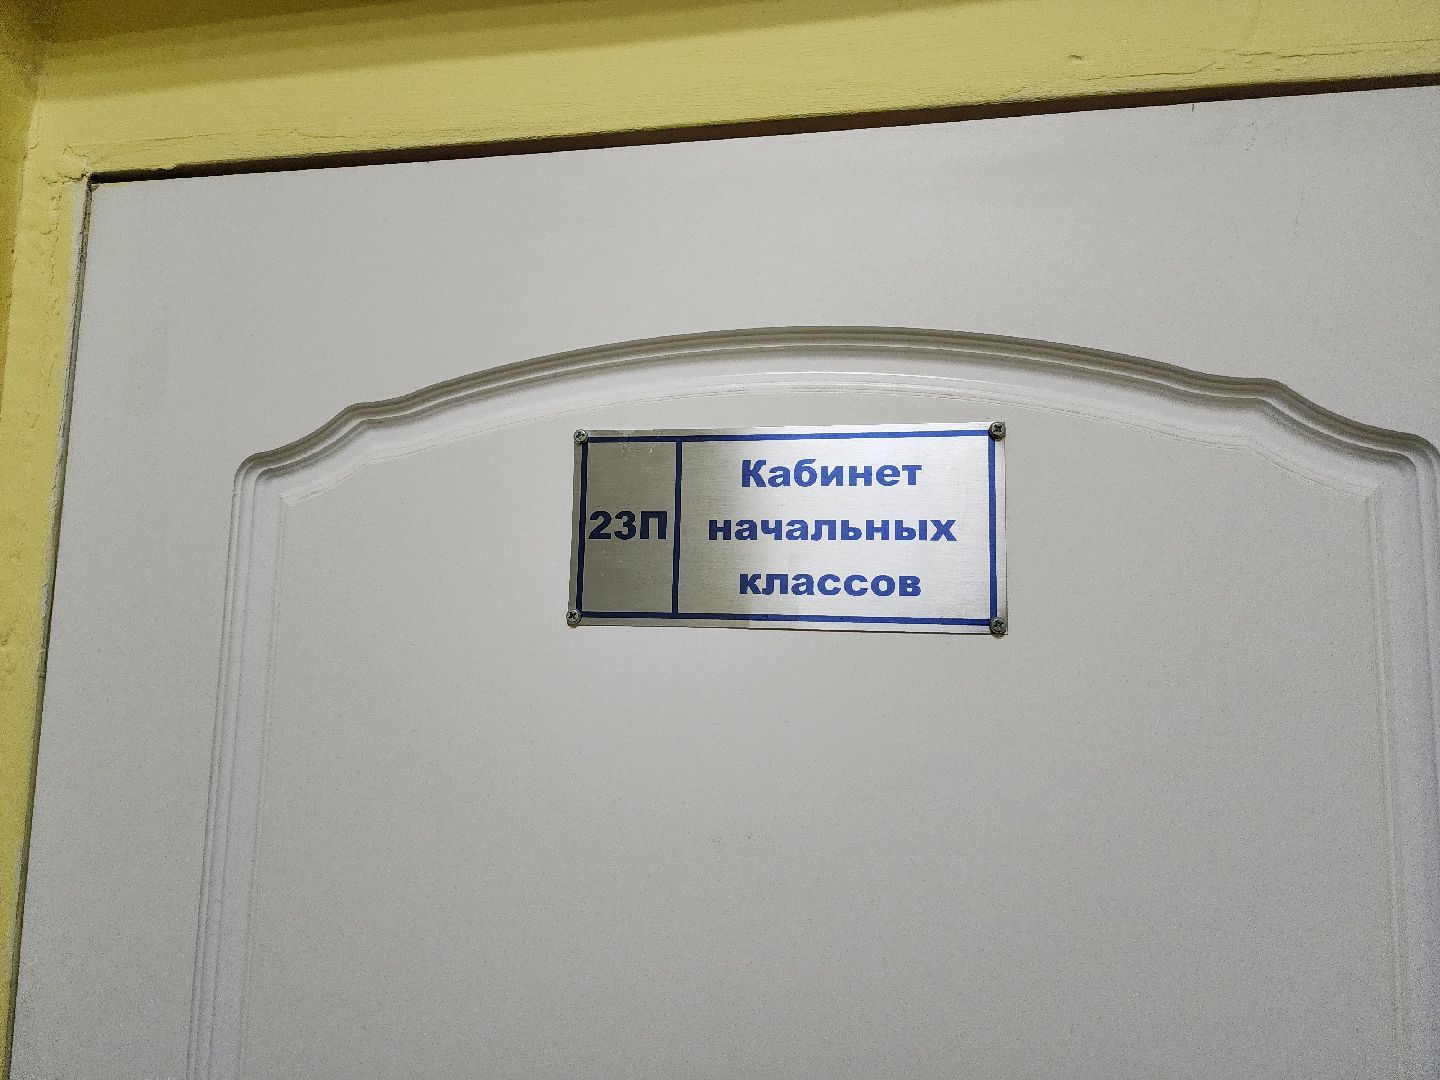 23П
Кабинет
начальных
классов